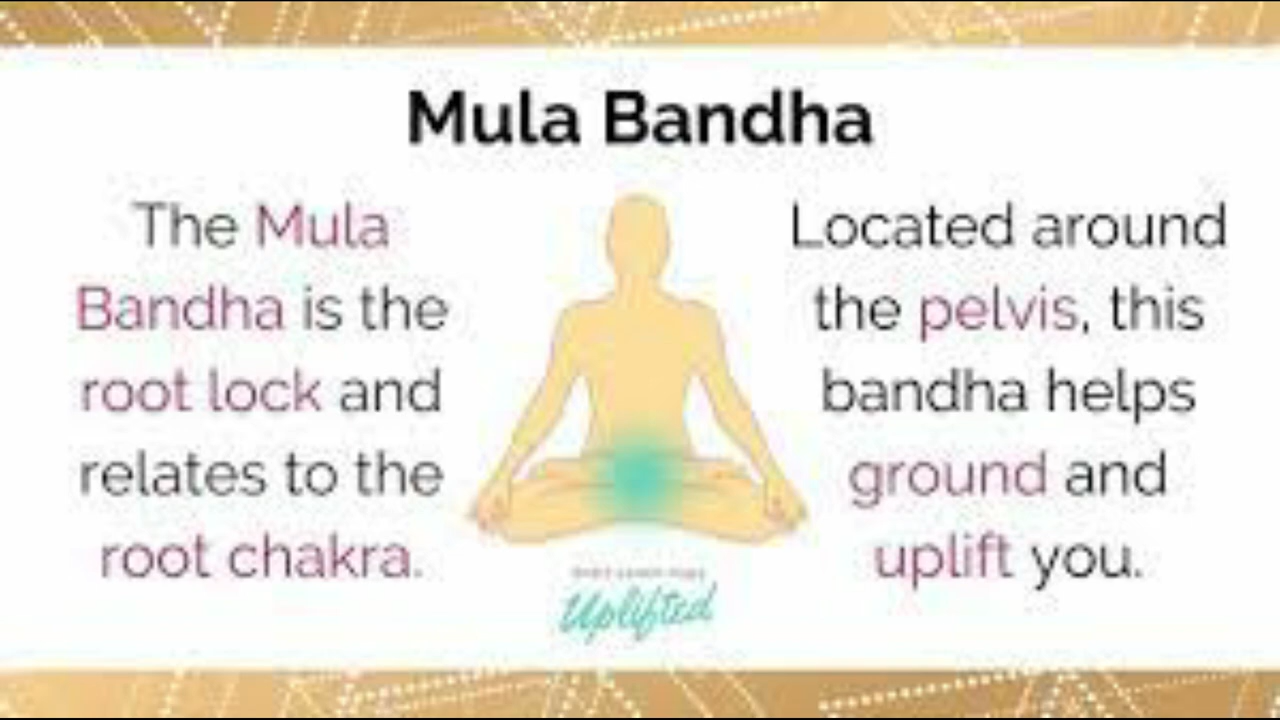 Mula Bandha
The Mula
Bandha is the
root lock and
relates to the
root chakra.
Located around
the pelvis, this
bandha helps
ground and
uplift you.
Uplifted